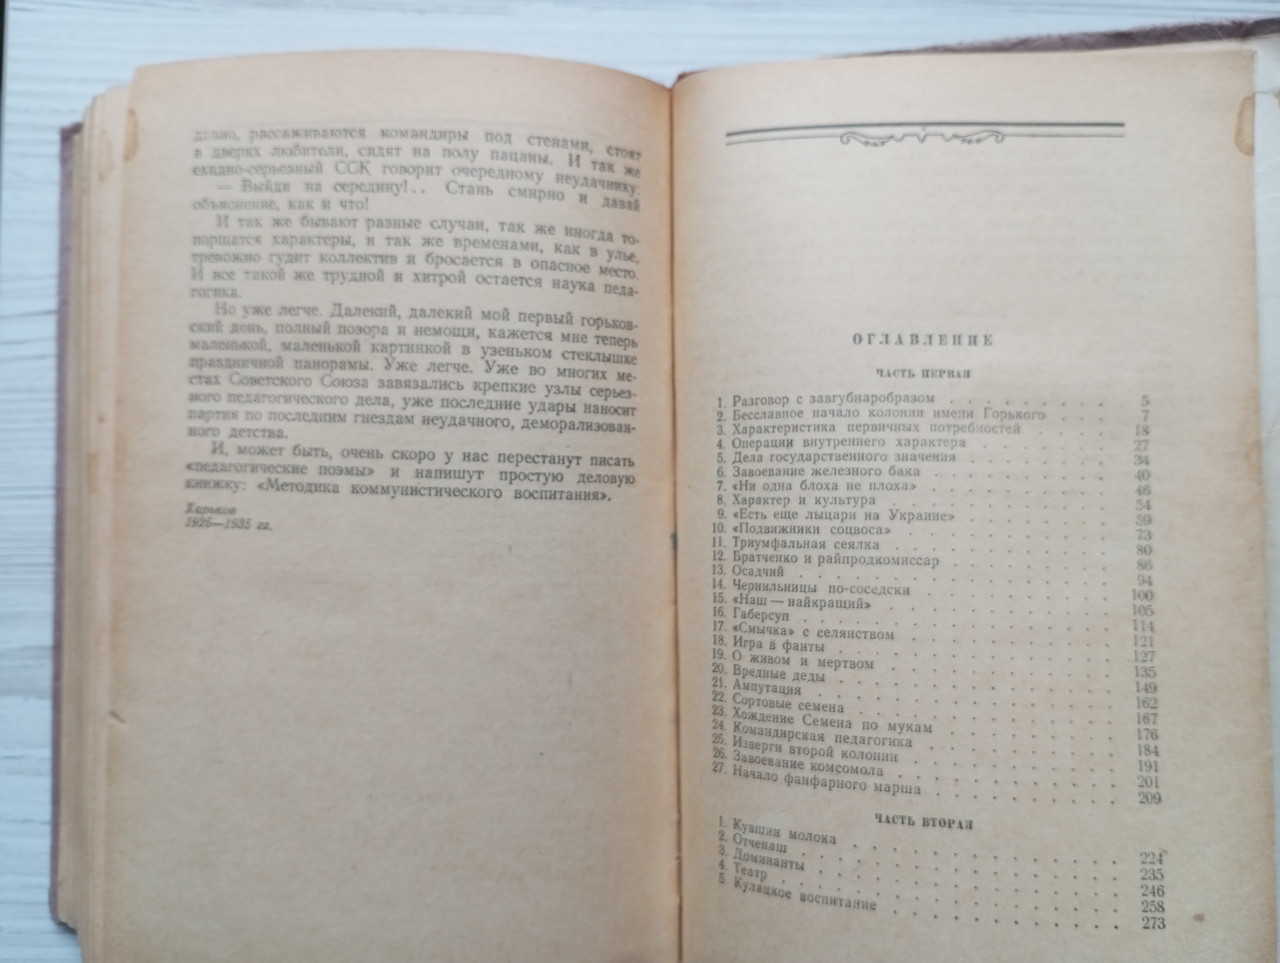 девно, рассаживаются командиры под стенами, стоят
в дверях любители, сидят на полу пацаны. И так же
ехидно-серьезный ССК говорит очередному неудачнику:
— Выйди на середину!.. Стань смирно и давай
объяснение, как и что!
И так же бывают разные случаи, так же иногда то-
порщатся характеры, и так же временами, как в улье,
тревожно гудит коллектив и бросается в опасное место.
И все такой же трудной и хитрой остается наука педа-
гогика.
Но уже легче. Далекий, далекий мой первый горьков-
ский день, полный позора и немощи, кажется мне теперь
маленькой, маленькой картинкой в узеньком стеклышке
праздничной панорамы. Уже легче. Уже во многих ме-
стах Советского Союза завязались крепкие узлы серьез-
ного педагогического дела, уже последние удары наносит
партия по последним гнездам неудачного, деморализован-
ного детства.
И, может быть, очень скоро у нас перестанут писать
«педагогические поэмы» и напишут простую деловую
книжку: «Методика коммунистического воспитания».
Харьков
1925—1935 гг.
ОГЛАВЛЕНИЕ
ЧАСТЬ ПЕРВАЯ
1. Разговор с завгубнаробразом . . . . . . . . 5
2. Бесславное начало колонии имени Горького . . . . 7
3. Характеристика первичных потребностей . . . . . 18
4. Операции внутреннего характера . . . . . . . 27
5. Дела государственного значения . . . . . . . 34
6. Завоевание железного бака . . . . . . . . . 40
7. «Ни одна блоха не плоха» . . . . . . . . . 46
8. Характер и культура . . . . . . . . . . . 54
9. «Есть еще лыцари на Украине» . . . . . . . . 59
10. «Подвижники соцвоса» . . . . . . . . . . 73
11. Триумфальная сеялка . . . . . . . . . . . 80
12. Братченко и райпродкомиссар . . . . . . . . 86
13. Осадчий . . . . . . . . . . . . . . . 94
14. Чернильницы по-соседски . . . . . . . . . . 100
15. «Наш — найкращий» . . . . . . . . . . . 105
16. Габерсуп . . . . . . . . . . . . . . . 114
17. «Смычка» с селянством . . . . . . . . . . 121
18. Игра в фанты . . . . . . . . . . . . . 127
19. О живом и мертвом . . . . . . . . . . . 135
20. Вредные деды . . . . . . . . . . . . . 149
21. Ампутация . . . . . . . . . . . . . . 162
22. Сортовые семена . . . . . . . . . . . . 167
23. Хождение Семена по мукам . . . . . . . . . 176
24. Командирская педагогика . . . . . . . . . . 184
25. Изверги второй колонии . . . . . . . . . . 191
26. Завоевание комсомола . . . . . . . . . . . 201
27. Начало фанфарного марша . . . . . . . . . 209
ЧАСТЬ ВТОРАЯ
1. Кувшин молока . . . . . . . . . . . . . 224
2. Отченаш . . . . . . . . . . . . . . . 235
3. Доминанты . . . . . . . . . . . . . . 246
4. Театр . . . . . . . . . . . . . . . . 258
5. Кулацкое воспитание . . . . . . . . . . . 273